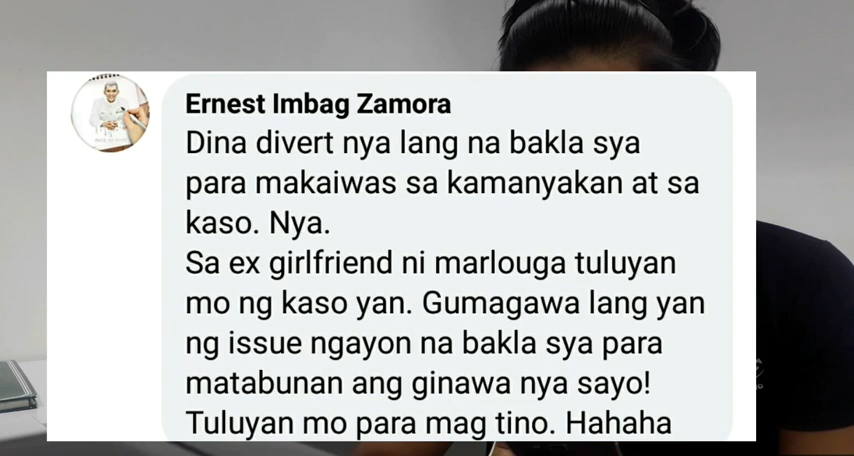 Ernest Imbag Zamora
Dina divert nya lang na bakla sya
para makaiwas sa kamanyakan at sa
kaso. Nya.
Sa ex girlfriend ni marlouga tuluyan
mo ng kaso yan. Gumagawa lang yan
ng issue ngayon na bakla sya para
matabunan ang ginawa nya sayo!
Tuluyan mo para mag tino. Hahaha